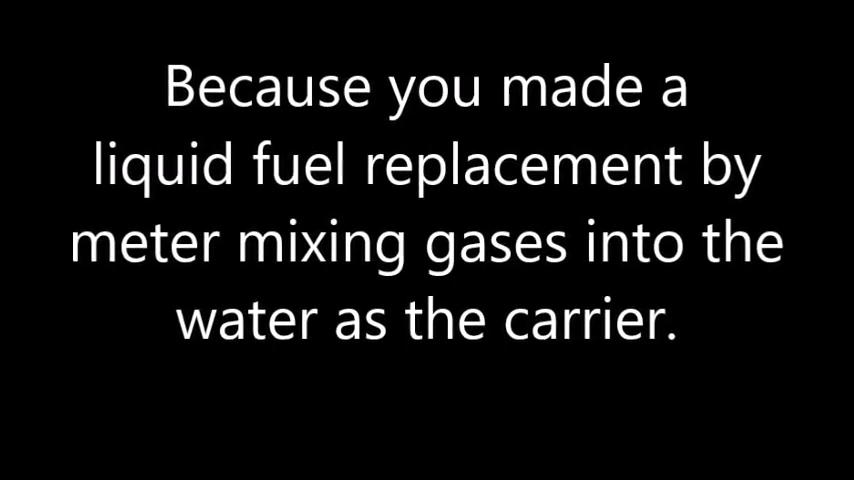 Because you made a
liquid fuel replacement by
meter mixing gases into the
water as the carrier.